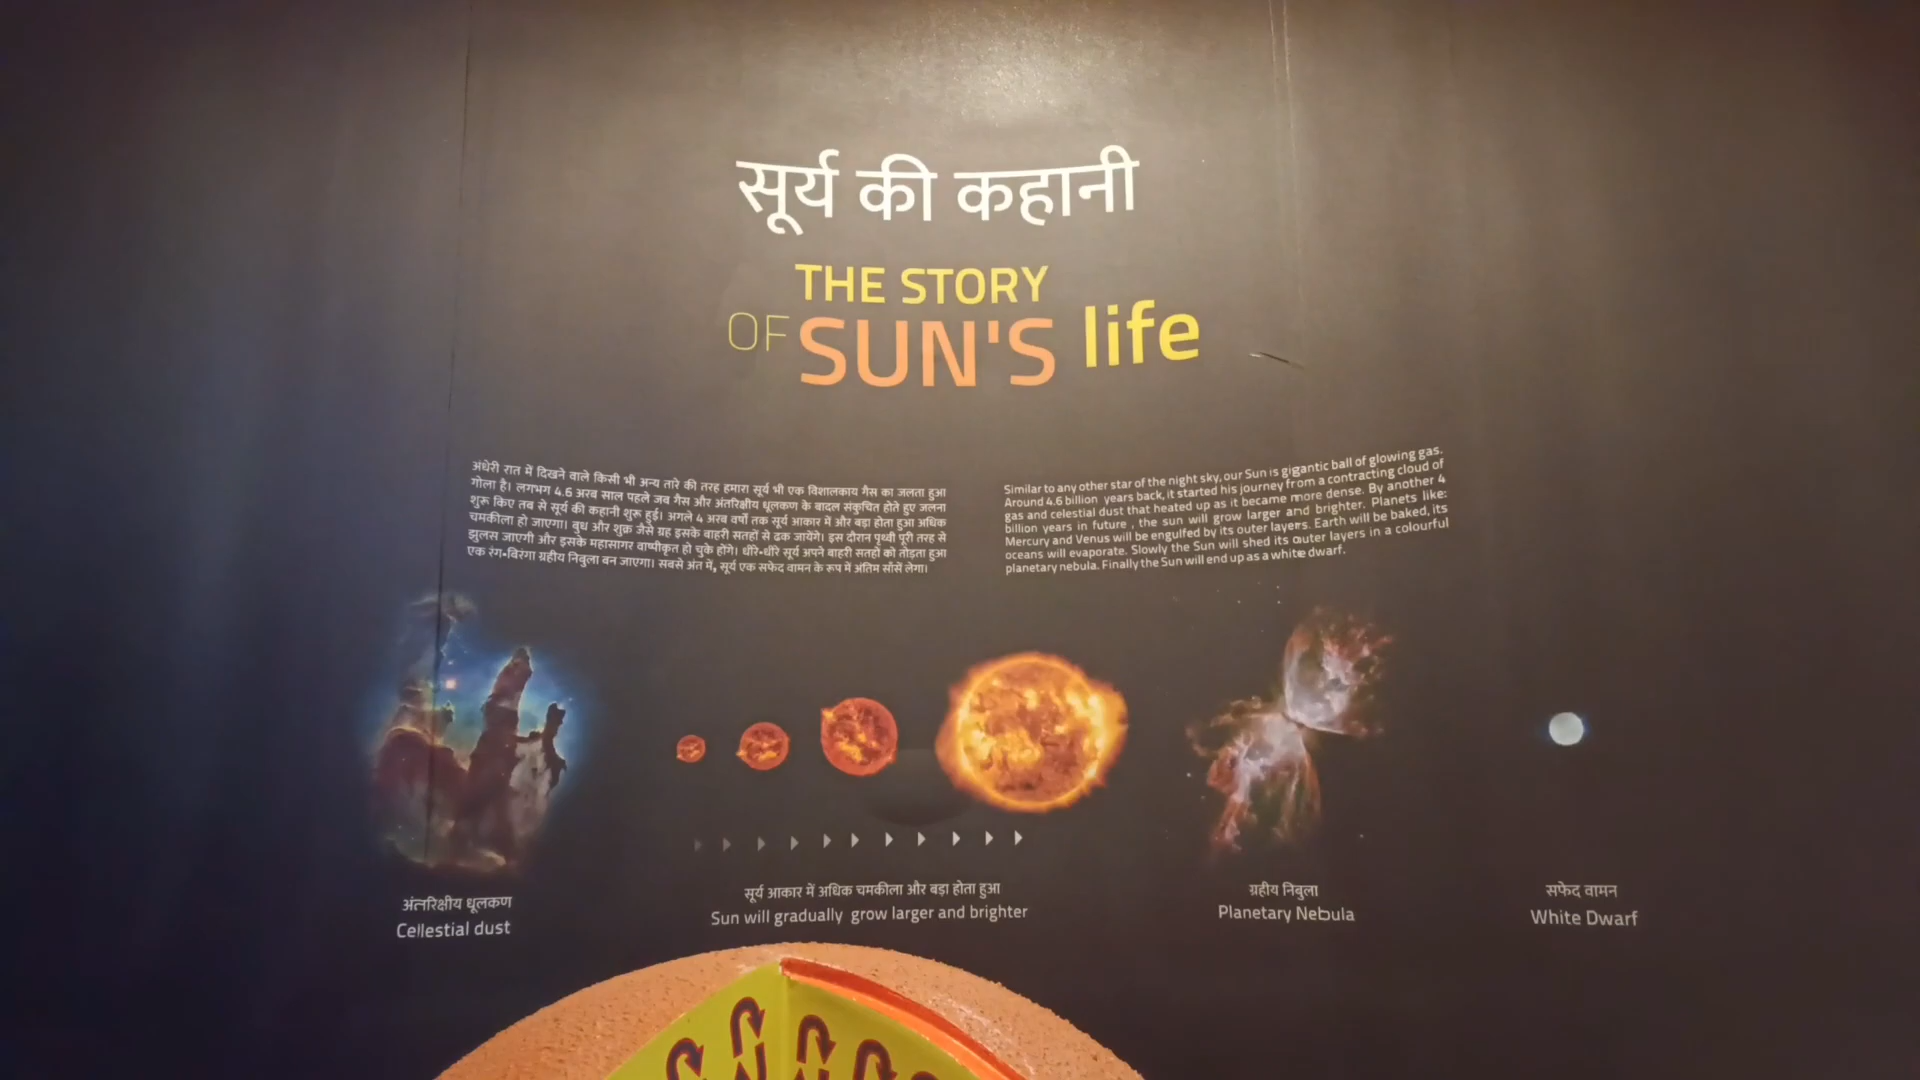 सूर्य की कहानी
THE STORY
OF SUN'S life
अंधेरी रात में दिखने वाले किसी भी अन्य तारे की तरह हमारा सूर्य भी एक विशालकाय गैस का जलता हुआ
गोला है। लगभग 4.6 अरब साल पहले जब गैस और अंतरिक्षीय धूलकण के बादल संकुचित होते हुए जलना
शुरू किए तब से सूर्य की कहानी शुरू हुई। अगले 4 अरब वर्षों तक सूर्य आकार में और बड़ा होता हुआ अधिक
चमकीला हो जाएगा। बुध और शुक्र जैसे ग्रह इसके बाहरी सतहों से ढक जायेंगे। इस दौरान पृथ्वी पूरी तरह से
झुलस जाएगी और इसके महासागर वाष्पीकृत हो चुके होंगे। धीरे-धीरे सूर्य अपने बाहरी सतहों को तोड़ता हुआ
एक रंग-बिरंगा ग्रहीय निबुला बन जाएगा। सबसे अंत में, सूर्य एक सफेद वामन के रूप में अंतिम साँसें लेगा।
Similar to any other star of the night sky, our Sun is gigantic ball of glowing gas.
Around 4.6 billion years back, it started his journey from a contracting cloud of
gas and celestial dust that heated up as it became more dense. By another 4
billion years in future , the sun will grow larger and brighter. Planets like:
Mercury and Venus will be engulfed by its outer layers. Earth will be baked, its
oceans will evaporate. Slowly the Sun will shed its outer layers in a colourful
planetary nebula. Finally the Sun will end up as a white dwarf.
अंतरिक्षीय धूलकण
Cellestial dust
सूर्य आकार में अधिक चमकीला और बड़ा होता हुआ
Sun will gradually grow larger and brighter
ग्रहीय निबुला
Planetary Nebula
सफेद वामन
White Dwarf